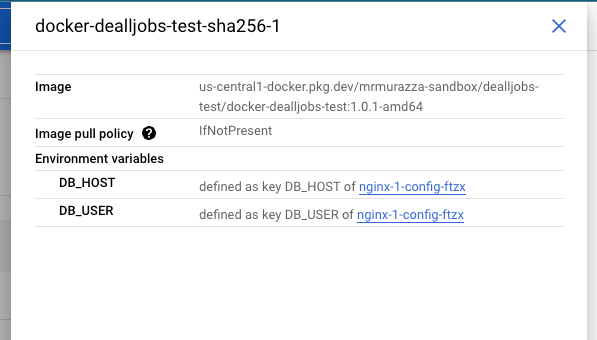 docker-dealljobs-test-sha256-1
Image
us-central1-docker.pkg.dev/mrmurazza-sandbox/dealljobs-
test/docker-dealljobs-test:1.0.1-amd64
Image pull policy ?
IfNotPresent
Environment variables
DB_HOST
defined as key DB_HOST of nginx-1-config-ftzx
DB_USER
defined as key DB_USER of nginx-1-config-ftzx